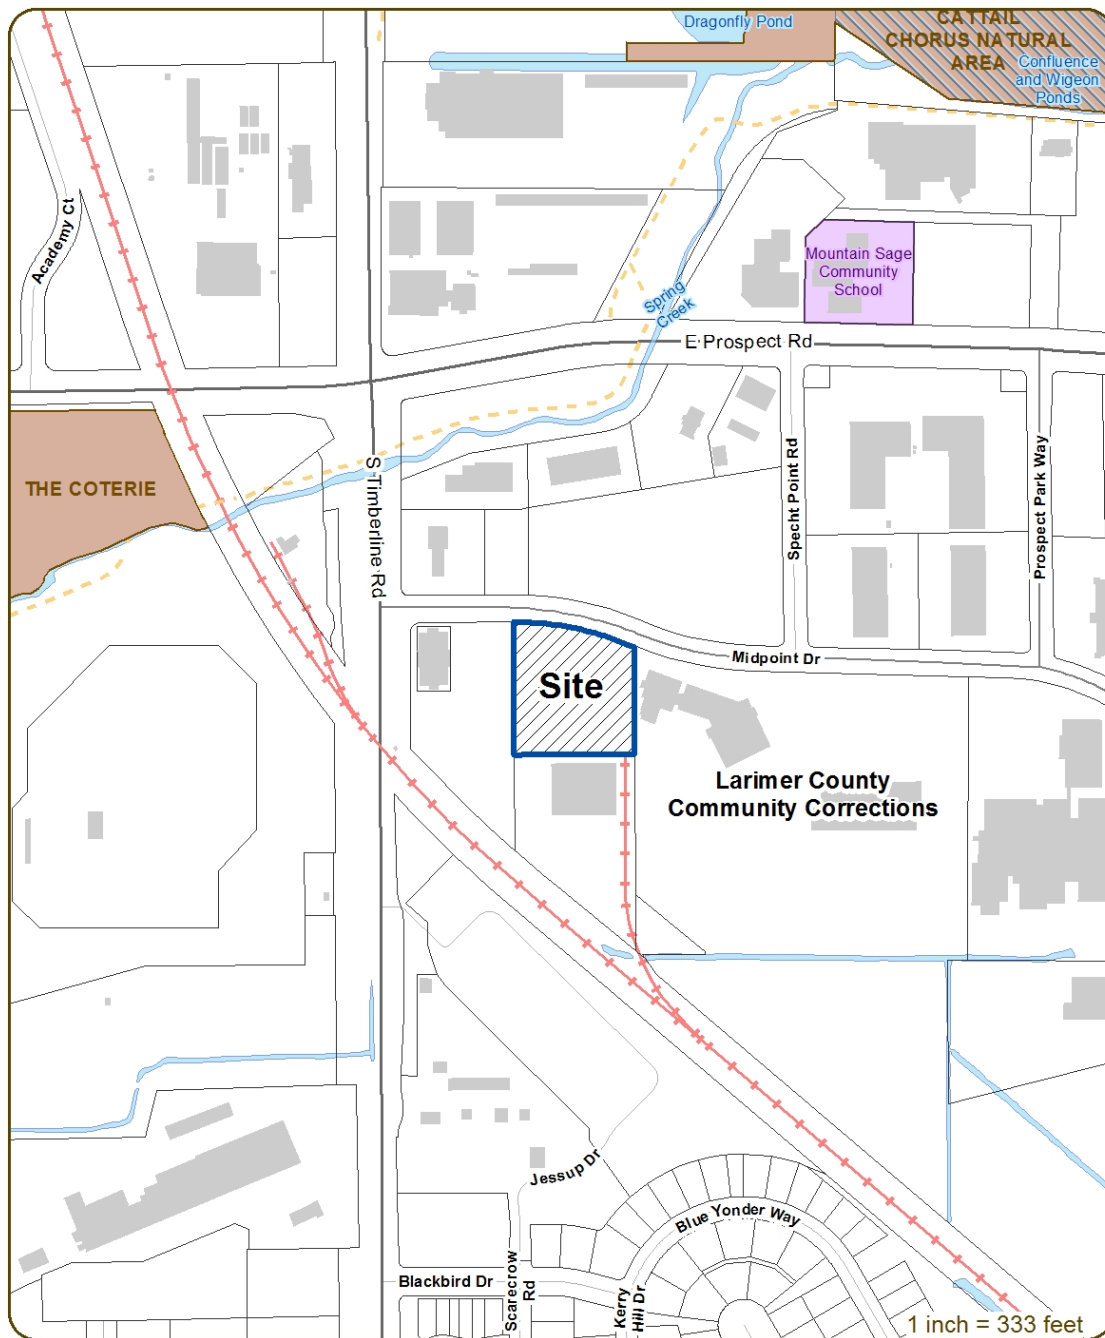 Dragonfly Pond
CATTAIL
CHORUS NATURAL
AREA
Confluence
and Wigeon
Ponds
Academy Ct
Mountain Sage
Community
School
Spring
Creek
E Prospect Rd
THE COTERIE
S Timberline Rd
Specht Point Rd
Prospect Park Way
Midpoint Dr
Site
Larimer County
Community Corrections
Jessup Dr
Blue Yonder Way
Blackbird Dr
Scarecrow
Rd
Kerry
Hill Dr
1 inch = 333 feet